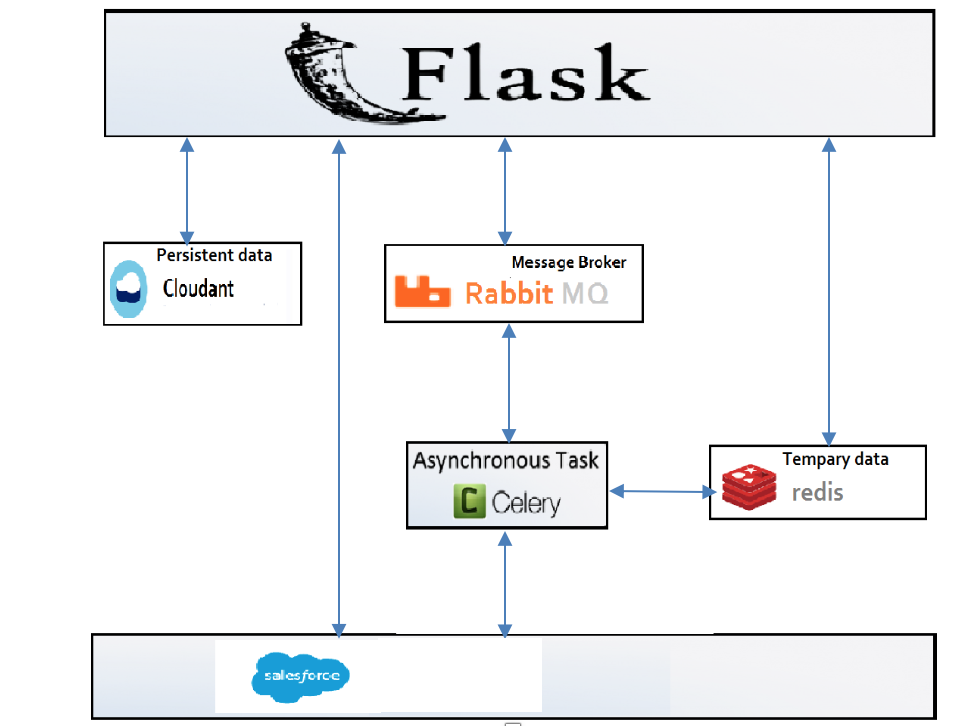 Flask
Persistent data
Cloudant
Message Broker
Rabbit MQ
Asynchronous Task
C Celery
Tempary data
redis
salesforce